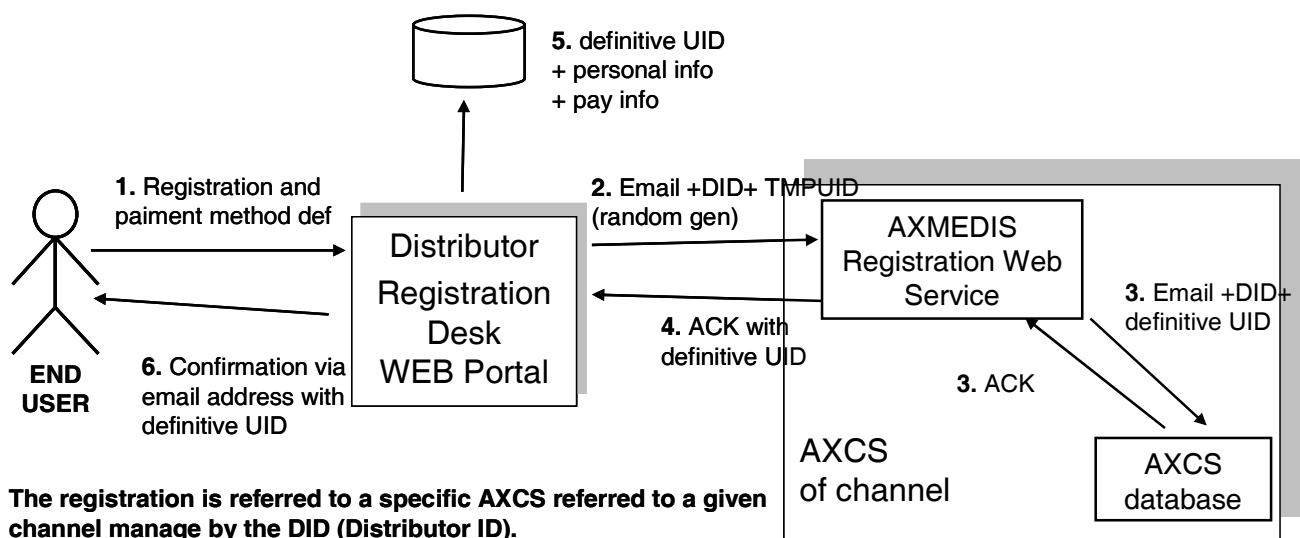 5. definitive UID
+ personal info
+ pay info
1. Registration and
paiment method def
2. Email +DID+ TMPUID
(random gen)
Distributor
Registration
Desk
WEB Portal
AXMEDIS
Registration Web
Service
3. Email +DID+
definitive UID
4. ACK with
definitive UID
3. ACK
END
USER
6. Confirmation via
email address with
definitive UID
AXCS
of channel
AXCS
database
The registration is referred to a specific AXCS referred to a given
channel manage by the DID (Distributor ID).